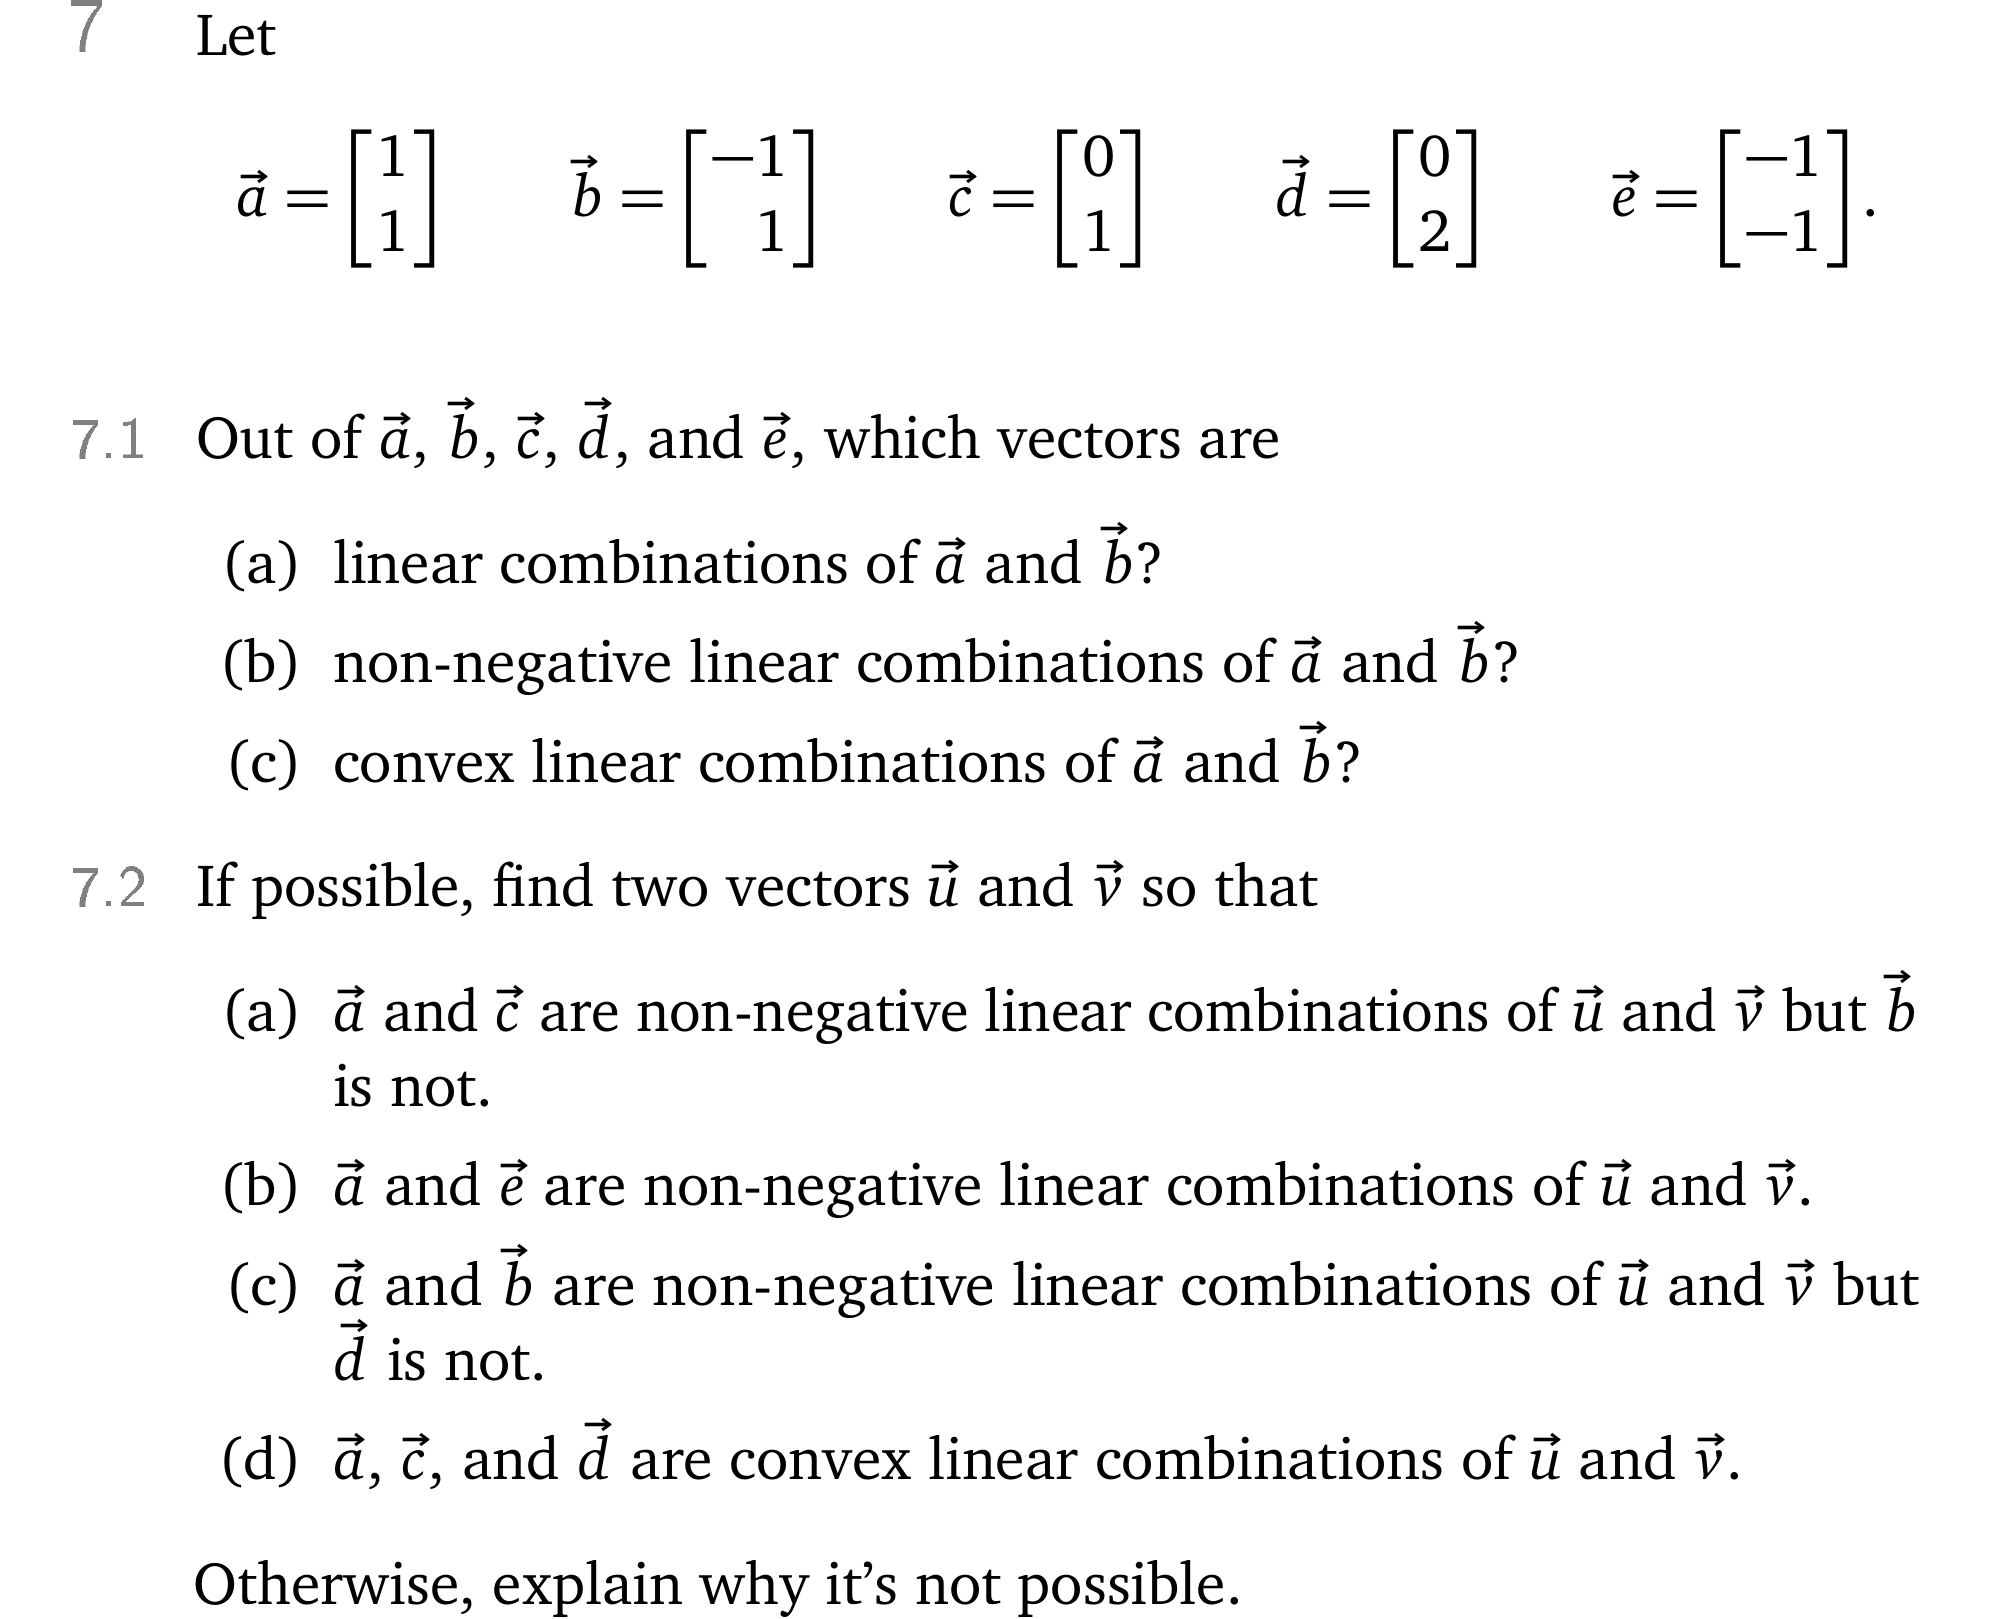 7 Let
$\vec{a} = \begin{bmatrix} 1 \\ 1 \end{bmatrix} \quad \vec{b} = \begin{bmatrix} -1 \\ 1 \end{bmatrix} \quad \vec{c} = \begin{bmatrix} 0 \\ 1 \end{bmatrix} \quad \vec{d} = \begin{bmatrix} 0 \\ 2 \end{bmatrix} \quad \vec{e} = \begin{bmatrix} -1 \\ -1 \end{bmatrix}.$
7.1 Out of $\vec{a}$, $\vec{b}$, $\vec{c}$, $\vec{d}$, and $\vec{e}$, which vectors are
(a) linear combinations of $\vec{a}$ and $\vec{b}$?
(b) non-negative linear combinations of $\vec{a}$ and $\vec{b}$?
(c) convex linear combinations of $\vec{a}$ and $\vec{b}$?
7.2 If possible, find two vectors $\vec{u}$ and $\vec{v}$ so that
(a) $\vec{a}$ and $\vec{c}$ are non-negative linear combinations of $\vec{u}$ and $\vec{v}$ but $\vec{b}$
is not.
(b) $\vec{a}$ and $\vec{e}$ are non-negative linear combinations of $\vec{u}$ and $\vec{v}$.
(c) $\vec{a}$ and $\vec{b}$ are non-negative linear combinations of $\vec{u}$ and $\vec{v}$ but
$\vec{d}$ is not.
(d) $\vec{a}$, $\vec{c}$, and $\vec{d}$ are convex linear combinations of $\vec{u}$ and $\vec{v}$.
Otherwise, explain why it's not possible.